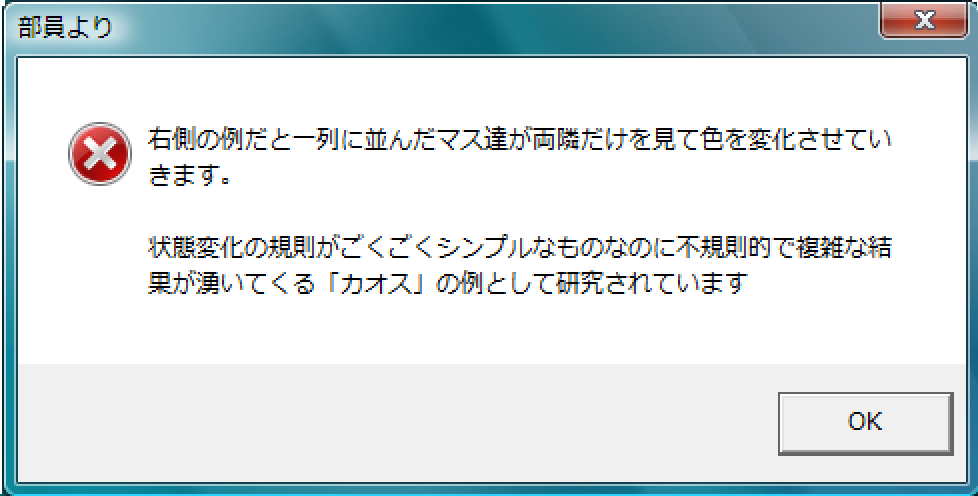 部員より
右側の例だと一列に並んだマス達が両隣だけを見て色を変化させてい
きます。
状態変化の規則がごくごくシンプルなものなのに不規則的で複雑な結
果が湧いてくる「カオス」の例として研究されています
OK